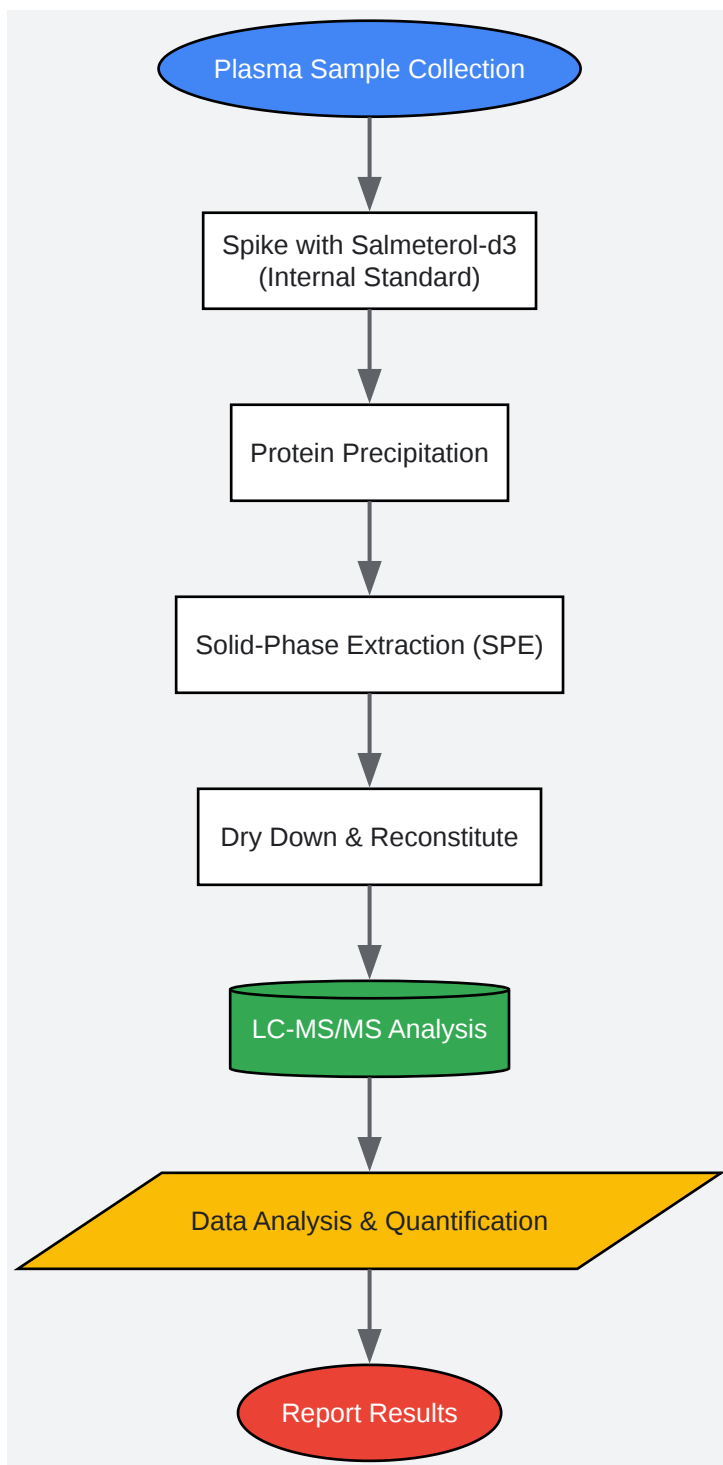 Plasma Sample Collection
Spike with Salmeterol-d3
(Internal Standard)
Protein Precipitation
Solid-Phase Extraction (SPE)
Dry Down & Reconstitute
LC-MS/MS Analysis
Data Analysis & Quantification
Report Results